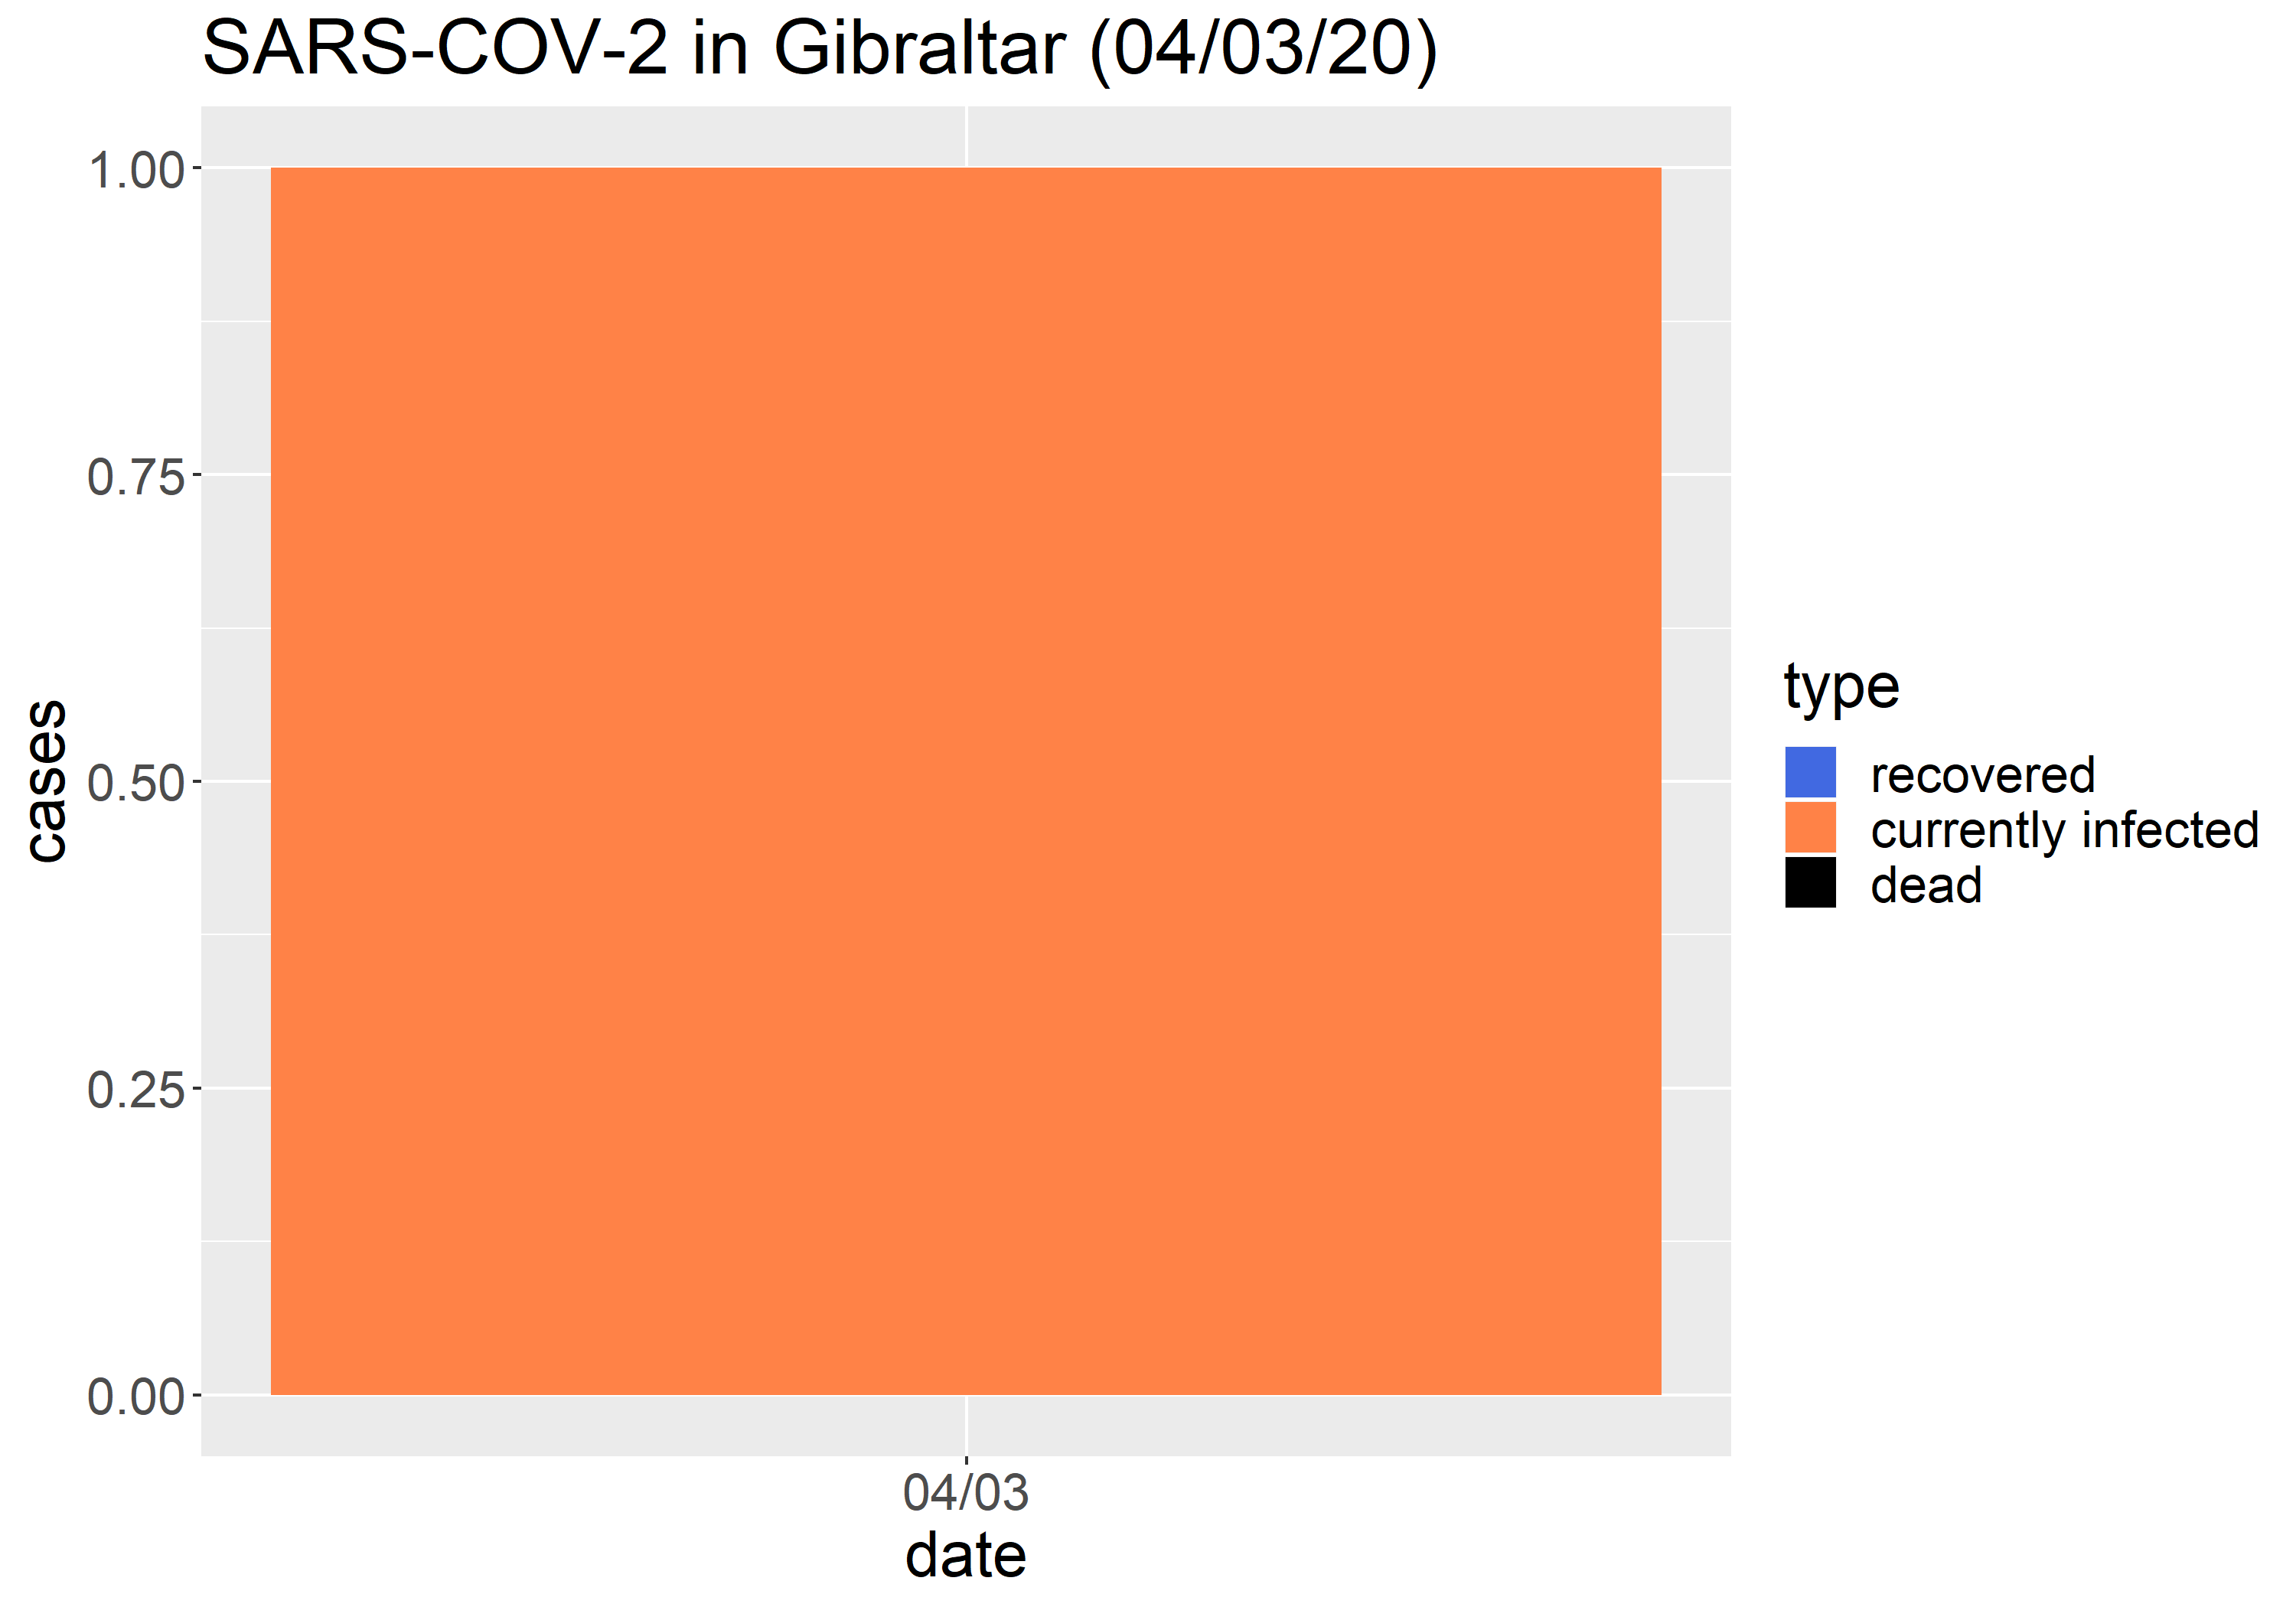 SARS-COV-2 in Gibraltar (04/03/20)
1.00
0.75
0.50
0.25
0.00
cases
04/03
date
type
recovered
currently infected
dead